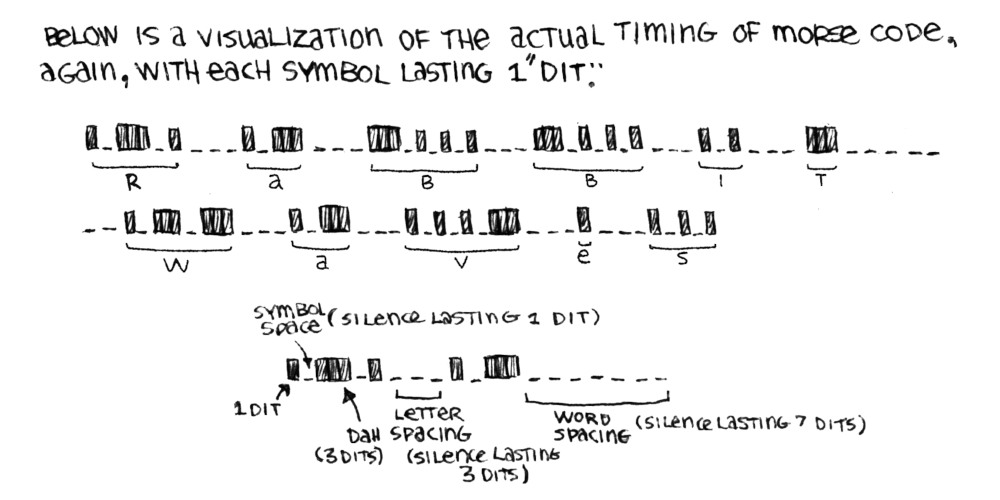 BELOW IS a VISUaLIZaTION OF THE aCTUAL TIMING OF MORSE CODE,
aGaIN, WITH eaCH SYMBOL LaSTING 1 "DIT":
R a B B I T
W a V e S
SYMBOL SPaCe (SILENCE LASTING 1 DIT)
1 DIT
DaH (3 DITS)
LETTER SPaCING (SILENCE LASTING 3 DITS)
WORD SPaCING (SILENCE LASTING 7 DITS)